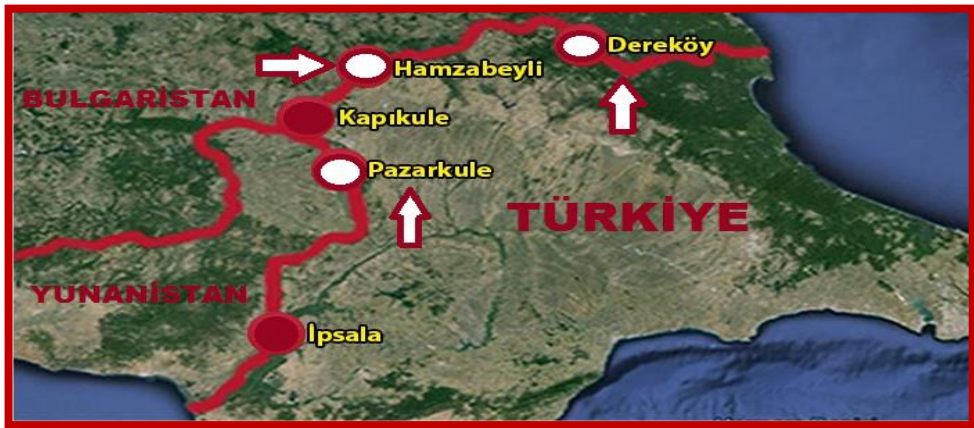 Dereköy
Hamzabeyli
BULGARİSTAN
Kapıkule
Pazarkule
TÜRKİYE
YUNANİSTAN
İpsala